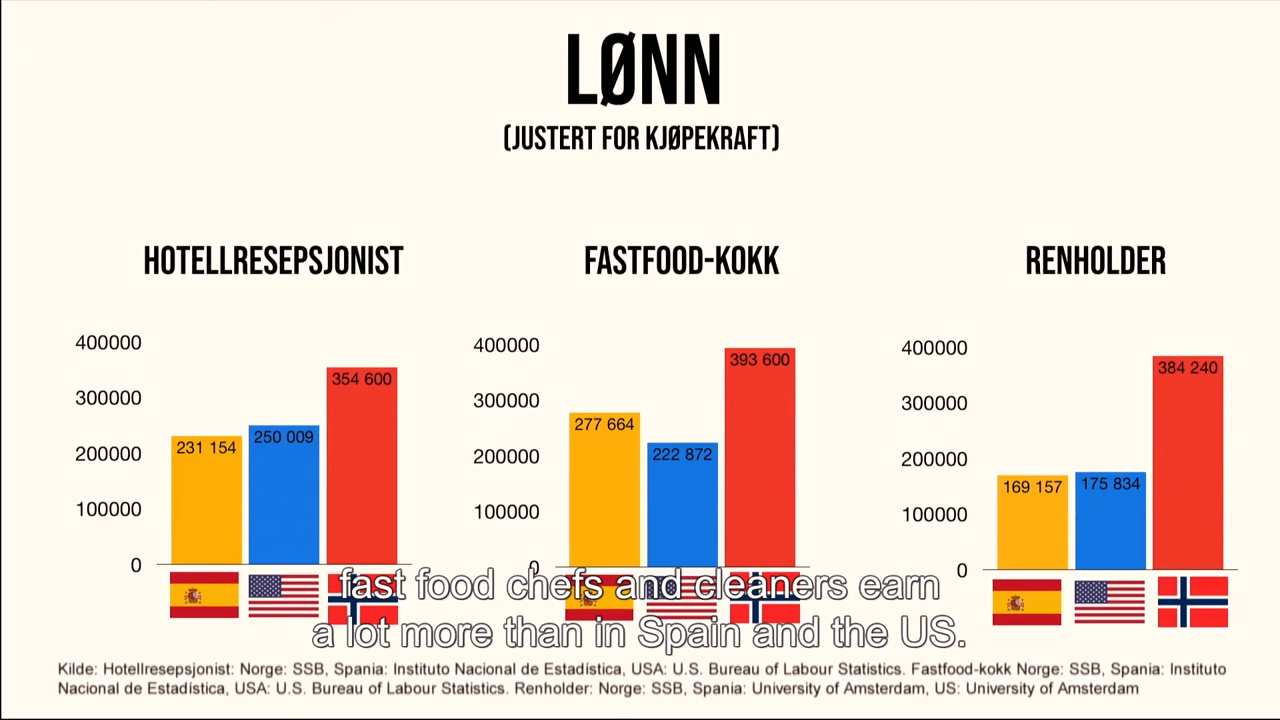 LØNN
(JUSTERT FOR KJØPEKRAFT)
HOTELLRESEPSJONIST
400000
300000
200000
100000
0
231 154
250 009
354 600
FASTFOOD-KOKK
400000
300000
200000
100000
0
277 664
222 872
393 600
RENHOLDER
400000
300000
200000
100000
0
169 157
175 834
384 240
fast food chefs and cleaners earn
a lot more than in Spain and the US.
Kilde: Hotellresepsjonist: Norge: SSB, Spania: Instituto Nacional de Estadística, USA: U.S. Bureau of Labour Statistics. Fastfood-kokk Norge: SSB, Spania: Instituto
Nacional de Estadística, USA: U.S. Bureau of Labour Statistics. Renholder: Norge: SSB, Spania: University of Amsterdam, US: University of Amsterdam